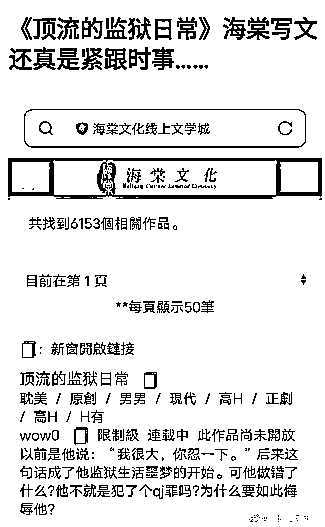 《顶流的监狱日常》海棠写文
还真是紧跟时事……
海棠文化线上文学城
海棠文化
共找到6153個相關作品。
目前在第1頁
**每頁顯示50筆
：新窗開啟鏈接
顶流的监狱日常
耽美 / 原創 / 男男 / 現代 / 高H / 正劇
/ 高H / H有
wow0 限制級 連載中 此作品尚未開放
以前是他说：“我很大，你忍一下。”后来这
句话成了他监狱生活噩梦的开始。可他做错了
什么?他不就是犯了个qj罪吗?为什么要如此侮
辱他?